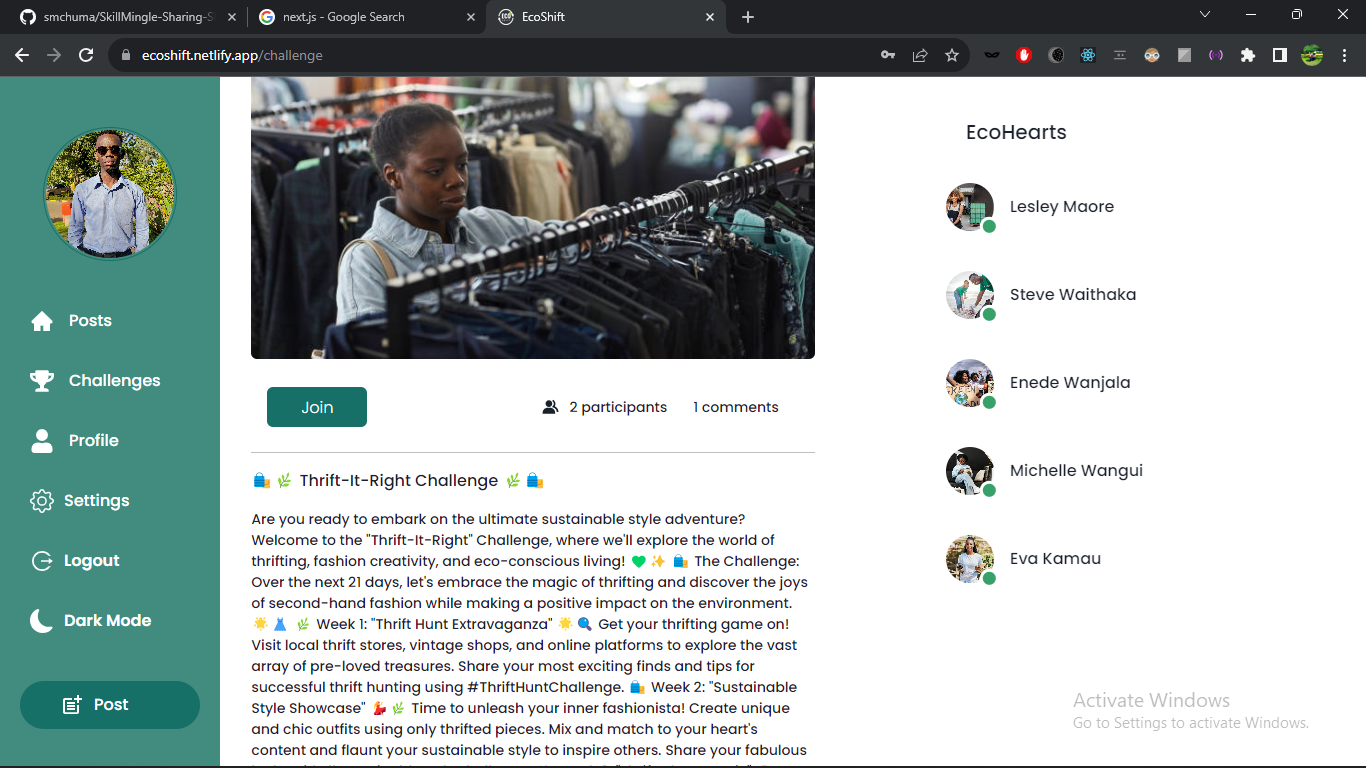 smchuma/SkillMingle-Sharing-S
next.js - Google Search
EcoShift
ecoshift.netlify.app/challenge
Posts
Challenges
Profile
Settings
Logout
Dark Mode
Post
Join
2 participants
1 comments
Thrift-It-Right Challenge
Are you ready to embark on the ultimate sustainable style adventure?
Welcome to the "Thrift-It-Right" Challenge, where we'll explore the world of
thrifting, fashion creativity, and eco-conscious living! 💚 ✨ 🛍️ The Challenge:
Over the next 21 days, let's embrace the magic of thrifting and discover the joys
of second-hand fashion while making a positive impact on the environment.
🌟 👗 🌿 Week 1: "Thrift Hunt Extravaganza" 🌟 🔍 Get your thrifting game on!
Visit local thrift stores, vintage shops, and online platforms to explore the vast
array of pre-loved treasures. Share your most exciting finds and tips for
successful thrift hunting using #ThriftHuntChallenge. 🛍️ Week 2: "Sustainable
Style Showcase" 💃 🌿 Time to unleash your inner fashionista! Create unique
and chic outfits using only thrifted pieces. Mix and match to your heart's
content and flaunt your sustainable style to inspire others. Share your fabulous
EcoHearts
Lesley Maore
Steve Waithaka
Enede Wanjala
Michelle Wangui
Eva Kamau
Activate Windows
Go to Settings to activate Windows.